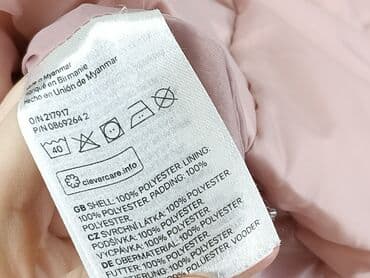 in Myanmar
en Birmanie
Hecho en Unión de Myanmar
O/N 217917
P/N 0869264 2
40
clevercare.info
GB SHELL: 100% POLYESTER. LINING:
100% POLYESTER. PADDING: 100%
POLYESTER.
CZ SVRCHNÍ LÁTKA: 100% POLYESTER.
PODŠÍVKA: 100% POLYESTER. VÝPLŇ:
100% POLYESTER.
DE OBERMATERIAL: 100% POLYESTER.
FUTTER: 100% POLYESTER.
100% POLYESTER. VOODER: